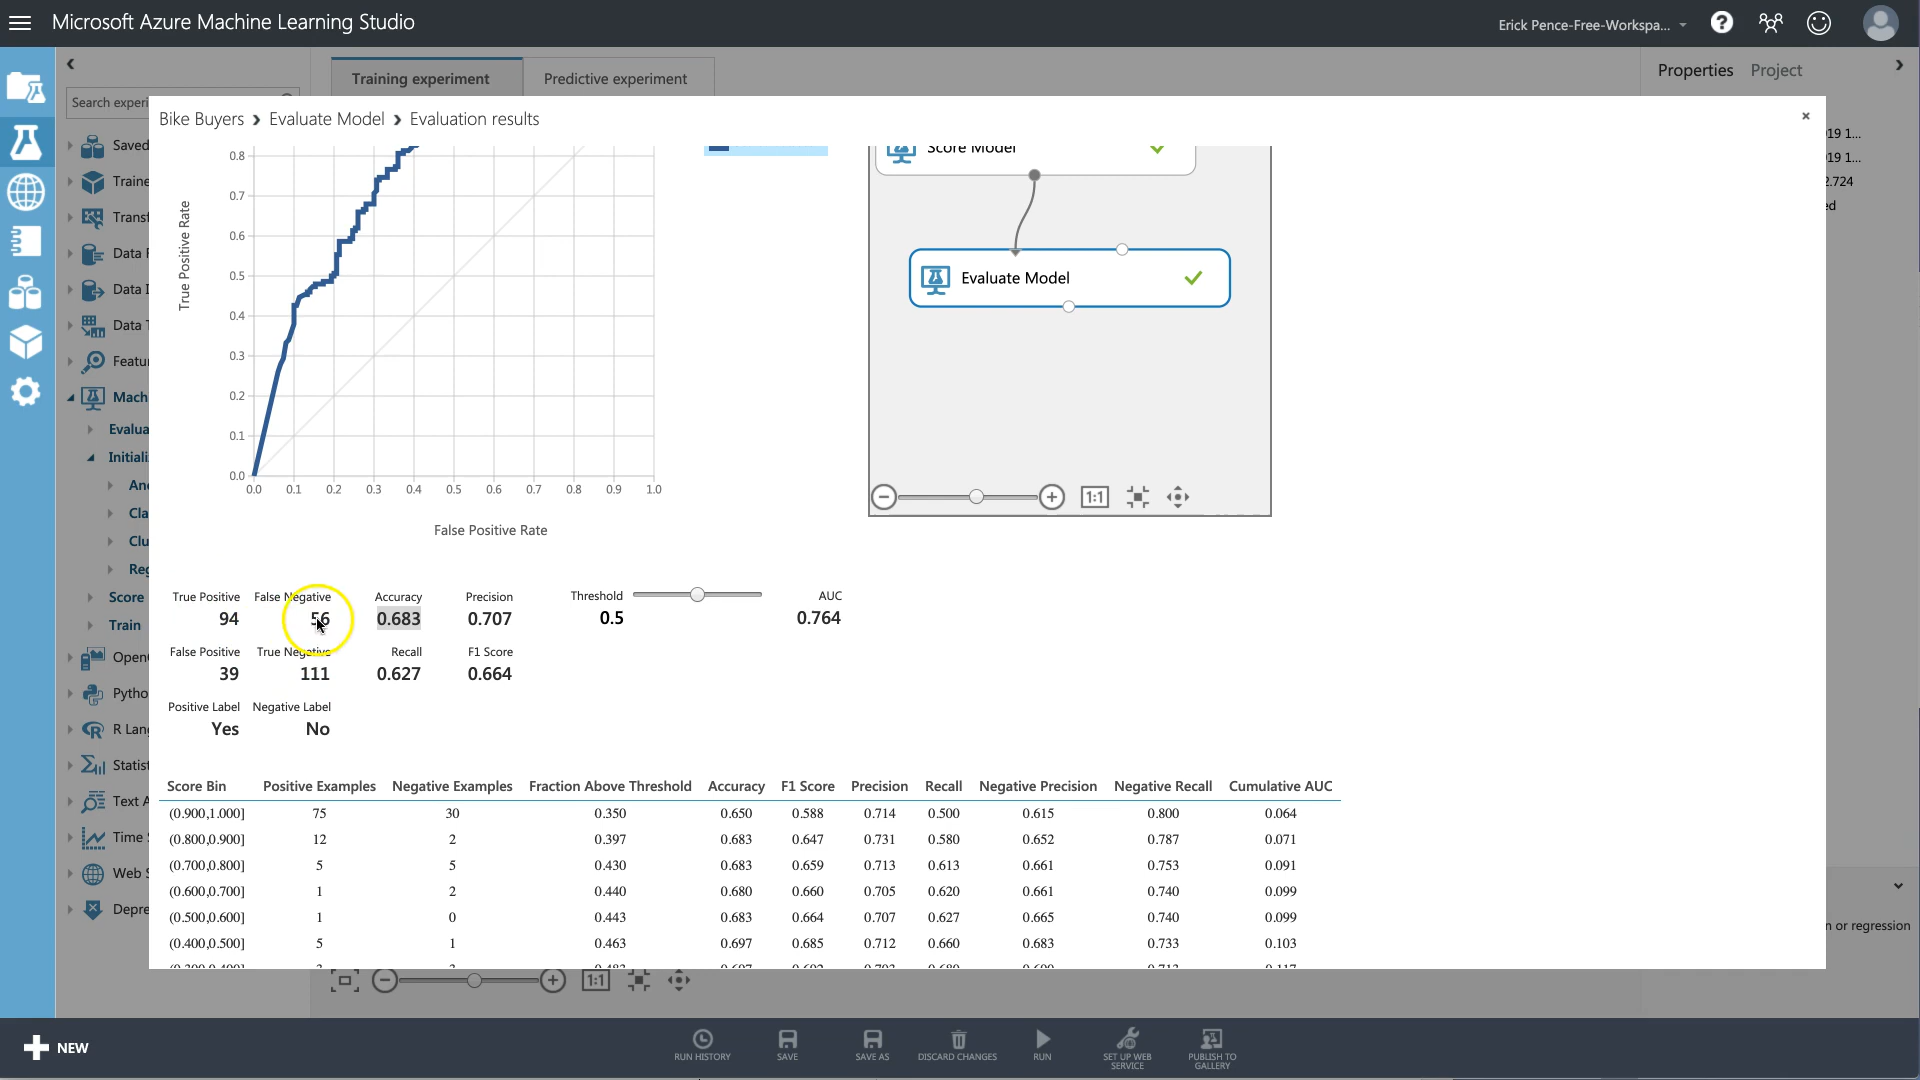 Microsoft Azure Machine Learning Studio
Erick Pence-Free-Workspa...
Training experiment
Predictive experiment
Properties Project
Search experi
Saved
Traine
Transf
Data F
Data I
Data T
Featur
Mach
Evalua
Initiali
Ano
Cla
Clu
Reg
Score
Train
Open
Pytho
R Lang
Statist
Text A
Time S
Web S
Depre
19 1...
19 1...
2.724
ed
n or regression
Bike Buyers › Evaluate Model › Evaluation results
×
True Positive Rate
0.8
0.7
0.6
0.5
0.4
0.3
0.2
0.1
0.0
0.0 0.1 0.2 0.3 0.4 0.5 0.6 0.7 0.8 0.9 1.0
False Positive Rate
Score Model
Evaluate Model
1:1
True Positive False Negative Accuracy Precision Threshold AUC
94 56 0.683 0.707 0.5 0.764
False Positive True Negative Recall F1 Score
39 111 0.627 0.664
Positive Label Negative Label
Yes No
Score Bin Positive Examples Negative Examples Fraction Above Threshold Accuracy F1 Score Precision Recall Negative Precision Negative Recall Cumulative AUC
(0.900,1.000] 75 30 0.350 0.650 0.588 0.714 0.500 0.615 0.800 0.064
(0.800,0.900] 12 2 0.397 0.683 0.647 0.731 0.580 0.652 0.787 0.071
(0.700,0.800] 5 5 0.430 0.683 0.659 0.713 0.613 0.661 0.753 0.091
(0.600,0.700] 1 2 0.440 0.680 0.660 0.705 0.620 0.661 0.740 0.099
(0.500,0.600] 1 0 0.443 0.683 0.664 0.707 0.627 0.665 0.740 0.099
(0.400,0.500] 5 1 0.463 0.697 0.685 0.712 0.660 0.683 0.733 0.103
1:1
NEW
RUN HISTORY
SAVE
SAVE AS
DISCARD CHANGES
RUN
SET UP WEB SERVICE
PUBLISH TO GALLERY